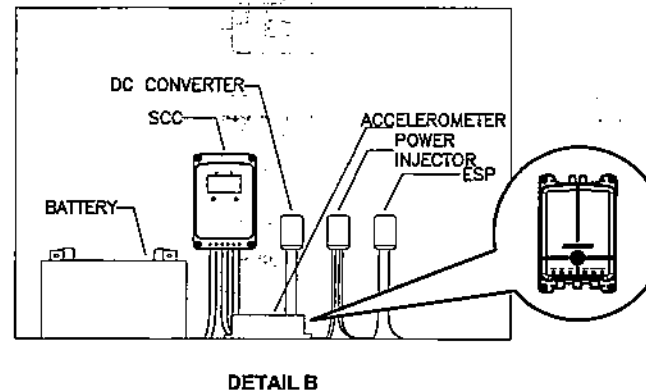 DC CONVERTER
SCC
ACCELEROMETER
POWER
INJECTOR
ESP
BATTERY
DETAIL B